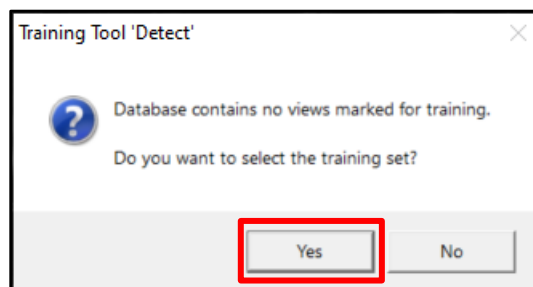 Training Tool 'Detect'
Database contains no views marked for training.
Do you want to select the training set?
Yes
No